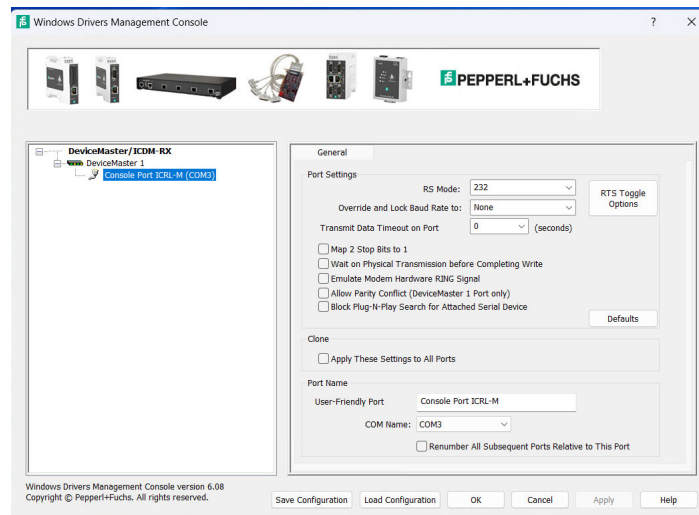 Windows Drivers Management Console
PEPPERL+FUCHS
DeviceMaster/ICDM-RX
DeviceMaster 1
Console Port ICRL-M (COM3)
General
Port Settings
RS Mode: 232
RTS Toggle Options
Override and Lock Baud Rate to: None
Transmit Data Timeout on Port 0 (seconds)
Map 2 Stop Bits to 1
Wait on Physical Transmission before Completing Write
Emulate Modem Hardware RING Signal
Allow Parity Conflict (DeviceMaster 1 Port only)
Block Plug-N-Play Search for Attached Serial Device
Defaults
Clone
Apply These Settings to All Ports
Port Name
User-Friendly Port Console Port ICRL-M
COM Name: COM3
Renumber All Subsequent Ports Relative to This Port
Windows Drivers Management Console version 6.08
Copyright © Pepperl+Fuchs. All rights reserved.
Save Configuration Load Configuration OK Cancel Apply Help